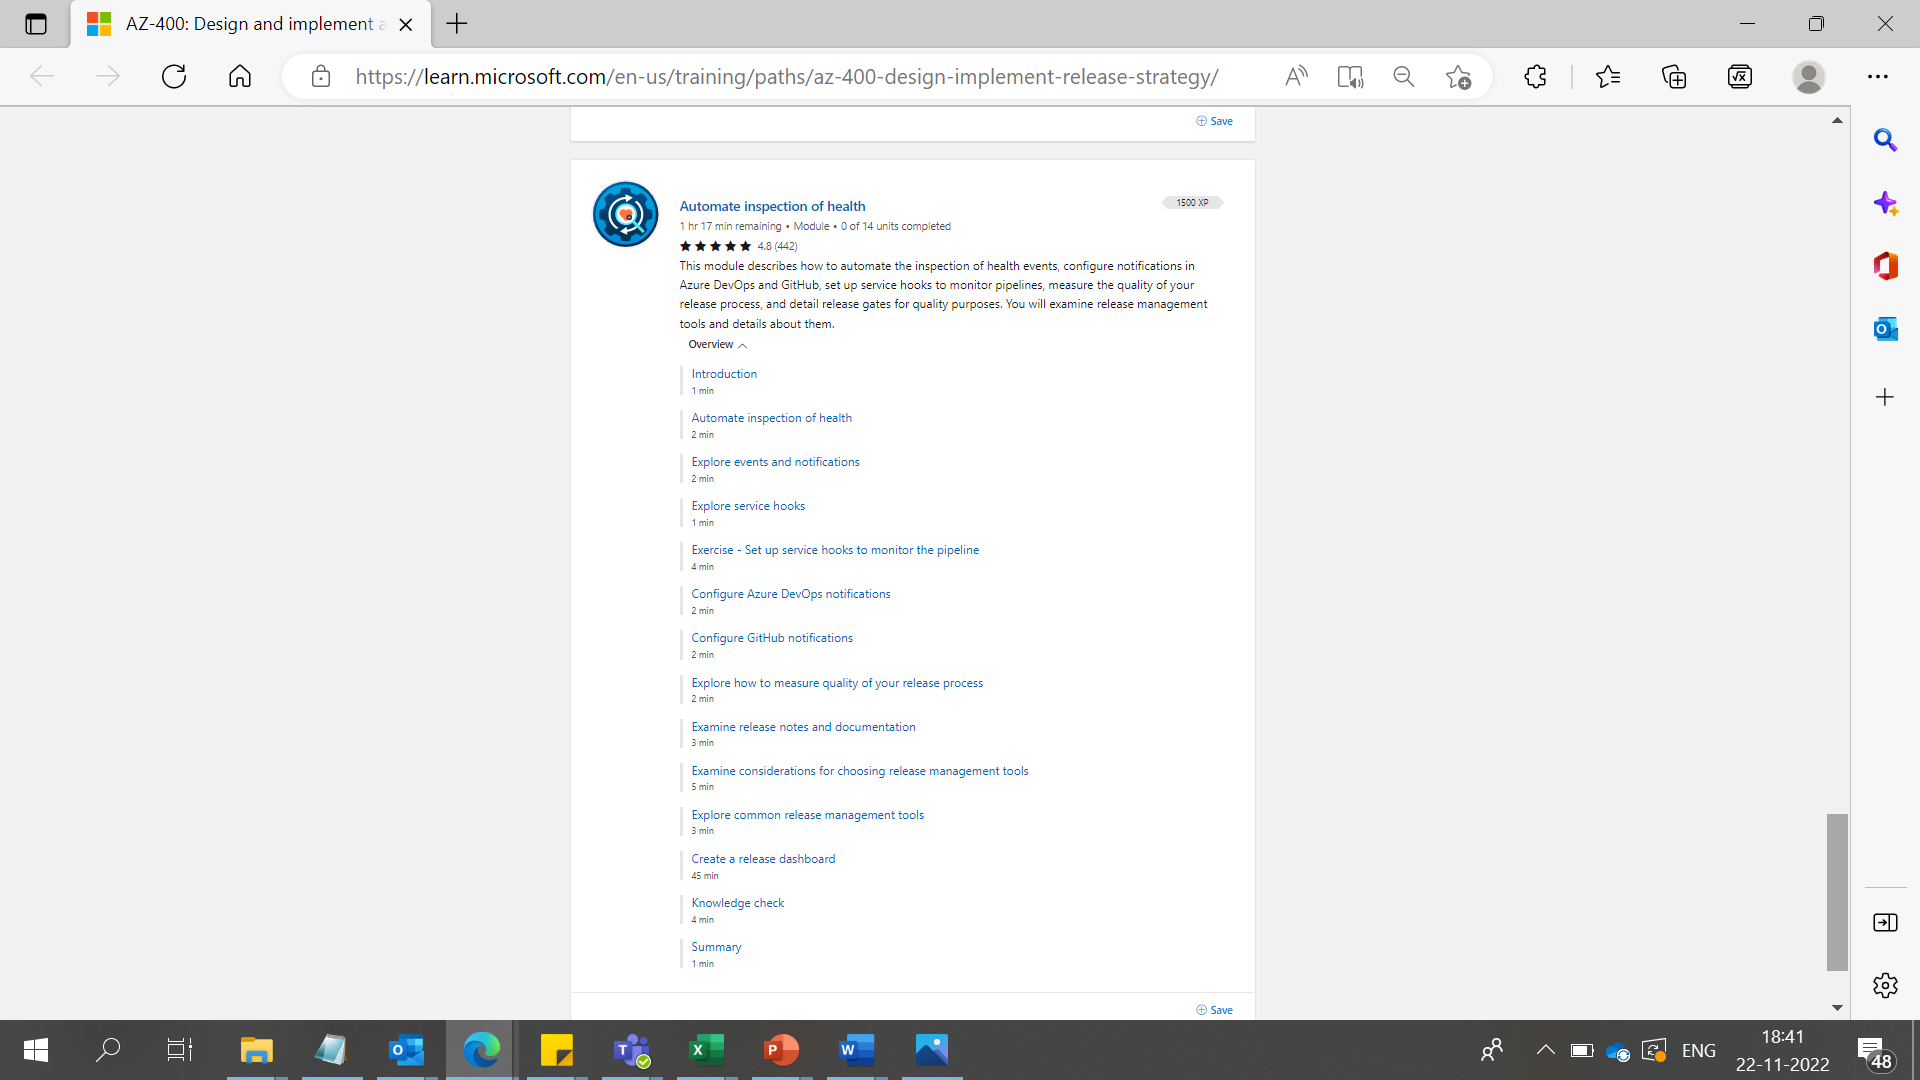 AZ-400: Design and implement a
https://learn.microsoft.com/en-us/training/paths/az-400-design-implement-release-strategy/
Save
Automate inspection of health
1500 XP
1 hr 17 min remaining • Module • 0 of 14 units completed
4.8 (442)
This module describes how to automate the inspection of health events, configure notifications in
Azure DevOps and GitHub, set up service hooks to monitor pipelines, measure the quality of your
release process, and detail release gates for quality purposes. You will examine release management
tools and details about them.
Overview
Introduction
1 min
Automate inspection of health
2 min
Explore events and notifications
2 min
Explore service hooks
1 min
Exercise - Set up service hooks to monitor the pipeline
4 min
Configure Azure DevOps notifications
2 min
Configure GitHub notifications
2 min
Explore how to measure quality of your release process
2 min
Examine release notes and documentation
3 min
Examine considerations for choosing release management tools
5 min
Explore common release management tools
3 min
Create a release dashboard
45 min
Knowledge check
4 min
Summary
1 min
Save
ENG
18:41
22-11-2022
48